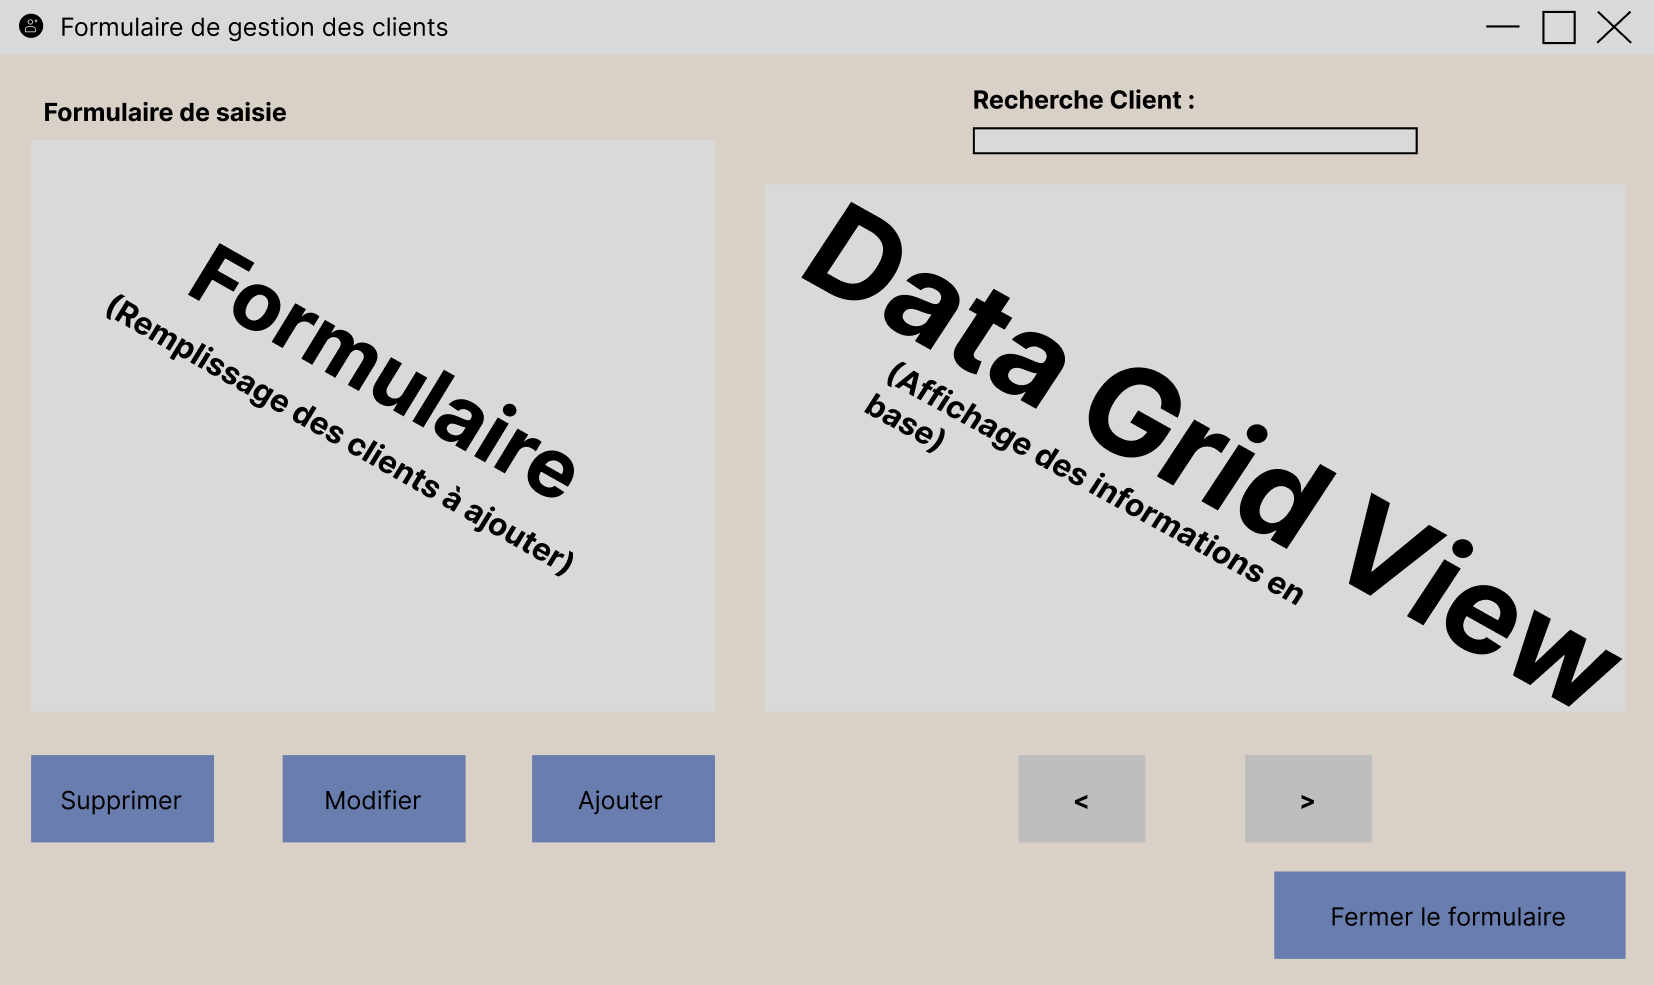 Formulaire de gestion des clients
Formulaire de saisie
Recherche Client :
Formulaire
(Remplissage des clients à ajouter)
Data Grid View
(Affichage des informations en
base)
Supprimer
Modifier
Ajouter
<
>
Fermer le formulaire